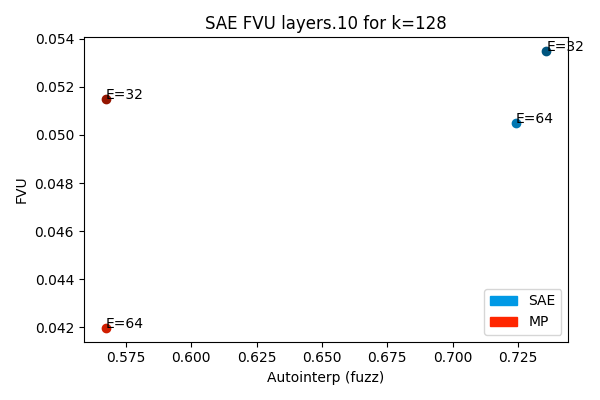 SAE FVU layers.10 for k=128
0.054
0.052
0.050
0.048
0.046
0.044
0.042
FVU
E=32
E=32
E=64
E=64
SAE
MP
0.575
0.600
0.625
0.650
0.675
0.700
0.725
Autointerp (fuzz)